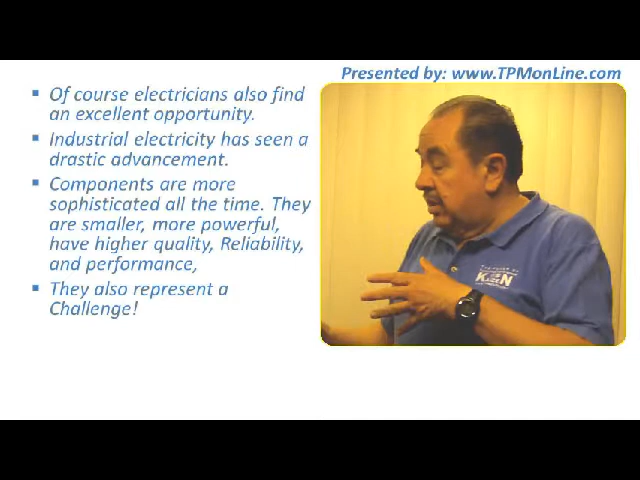 Presented by: www.TPMonLine.com
▪ Of course electricians also find
an excellent opportunity.
▪ Industrial electricity has seen a
drastic advancement.
▪ Components are more
sophisticated all the time. They
are smaller, more powerful,
have higher quality, Reliability,
and performance,
▪ They also represent a
Challenge!